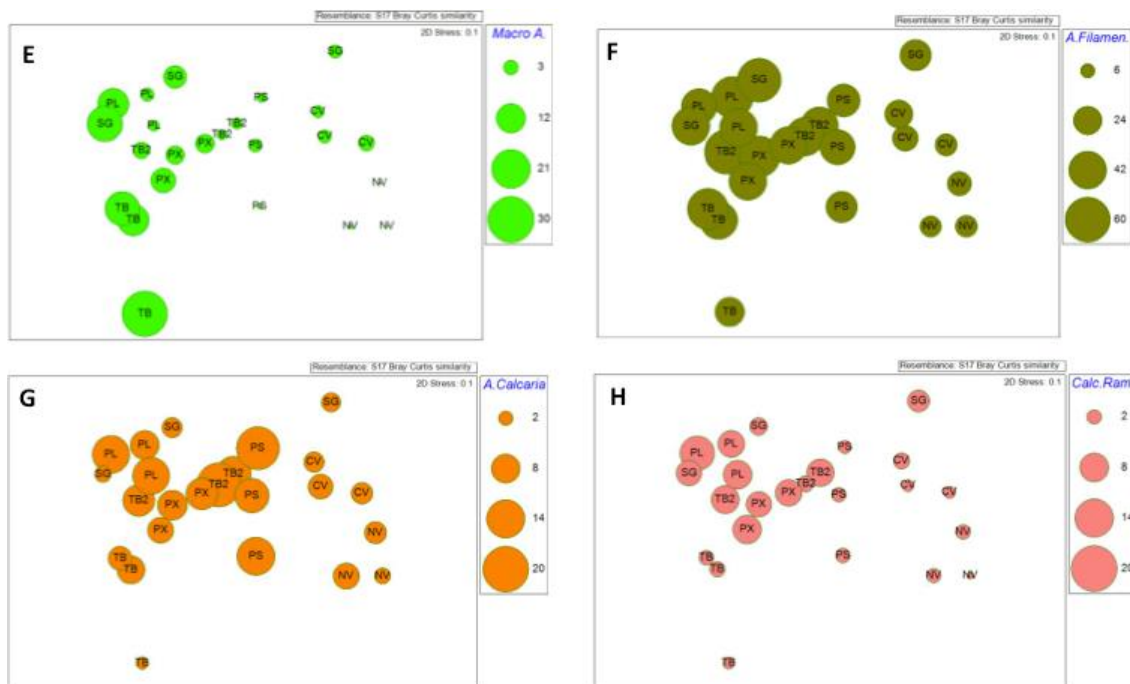 Resemblance: S17 Bray Curtis similarity
2D Stress: 0.1
E
Macro A.
3
12
21
30
SG
SG
PL
PL
PS
SG
PL
CV
TB2
TB2
CV
CV
TB2
PX
PX
PS
PX
NV
TB
TB
PS
NV
NV
TB
Resemblance: S17 Bray Curtis similarity
2D Stress: 0.1
F
A.Filamen.
6
24
42
60
SG
SG
PL
PL
PS
SG
PL
CV
TB2
TB2
CV
CV
TB2
PX
PX
PS
PX
NV
TB
TB
PS
NV
NV
TB
Resemblance: S17 Bray Curtis similarity
2D Stress: 0.1
G
A.Calcaria
2
8
14
20
SG
SG
PL
PL
PS
SG
PL
CV
TB2
TB2
CV
CV
TB2
PX
PX
PS
PX
NV
TB
TB
PS
NV
NV
TB
Resemblance: S17 Bray Curtis similarity
2D Stress: 0.1
H
Calc.Ram
2
8
14
20
SG
SG
PL
PL
PS
SG
PL
CV
TB2
TB2
CV
CV
TB2
PX
PX
PS
PX
NV
TB
TB
PS
NV
NV
TB